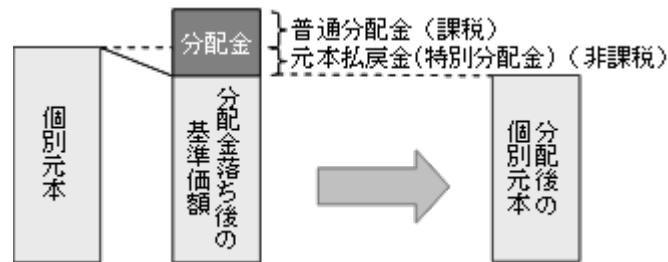 分配金
普通分配金（課税）
元本払戻金(特別分配金)（非課税）
個別元本
分配金落ち後の
基準価額
分配後の
個別元本